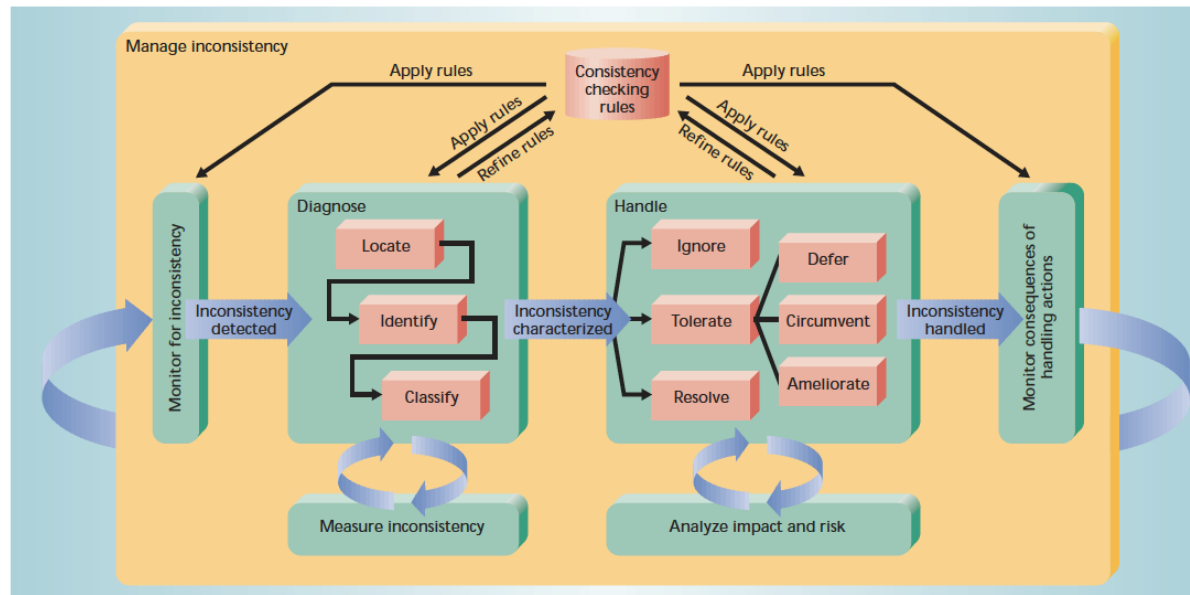 Manage inconsistency
Apply rules
Consistency
checking
rules
Apply rules
Apply rules
Refine rules
Apply rules
Refine rules
Monitor for inconsistency
Inconsistency
detected
Diagnose
Locate
Identify
Classify
Inconsistency
characterized
Handle
Ignore
Tolerate
Resolve
Defer
Circumvent
Ameliorate
Inconsistency
handled
Monitor consequences of
handling actions
Measure inconsistency
Analyze impact and risk